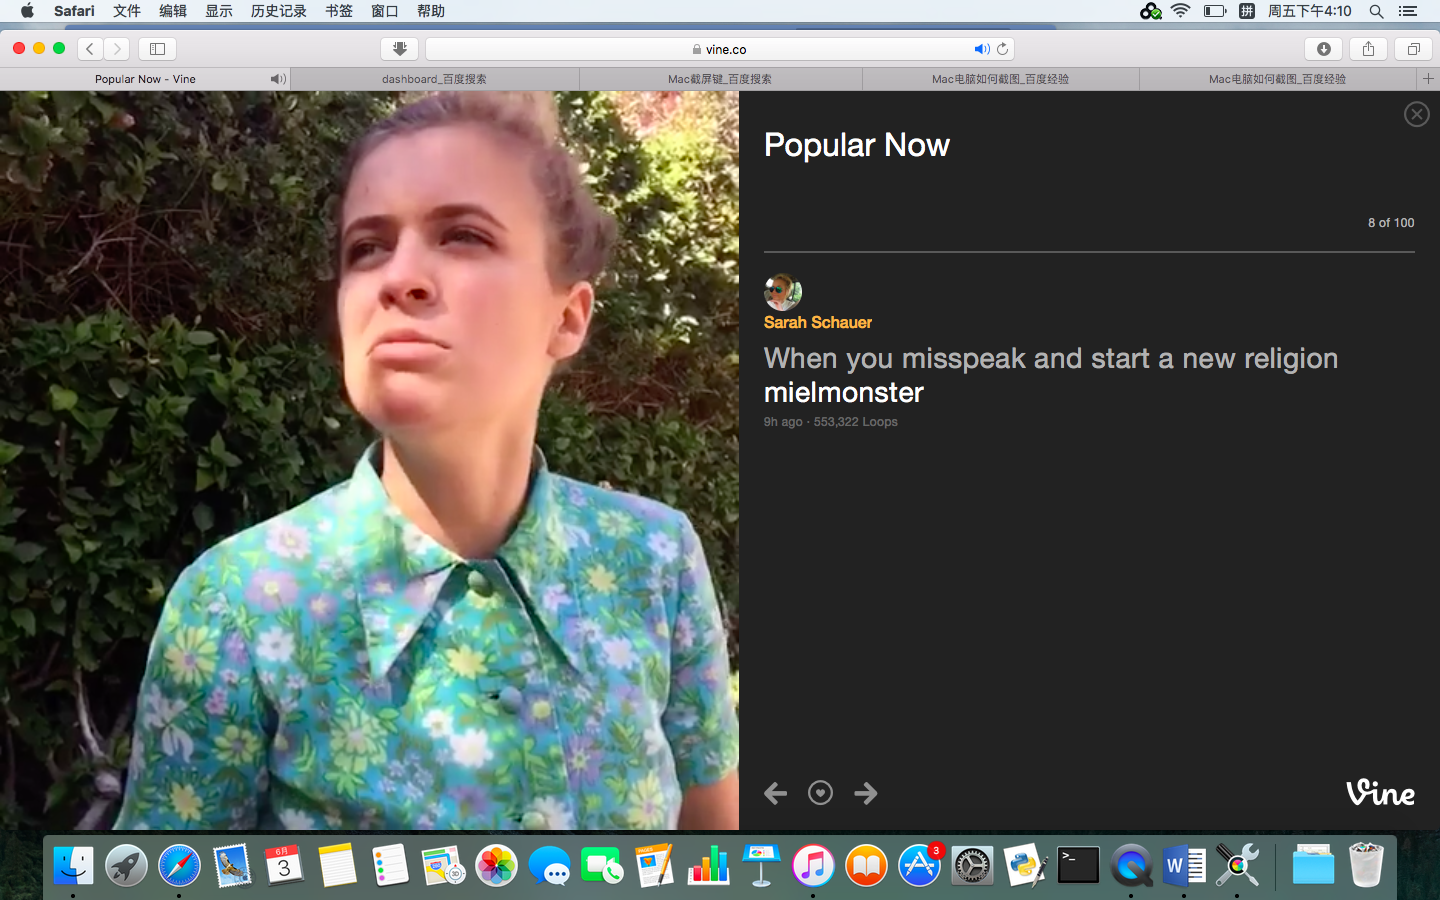 Safari 文件 编辑 显示 历史记录 书签 窗口 帮助 拼 周五下午4:10
vine.co
Popular Now - Vine dashboard_百度搜索 Mac截屏键_百度搜索 Mac电脑如何截图_百度经验 Mac电脑如何截图_百度经验
Popular Now
8 of 100
Sarah Schauer
When you misspeak and start a new religion
mielmonster
9h ago · 553,322 Loops
Vine
6月
3
3D
PAGES
3
>_
W